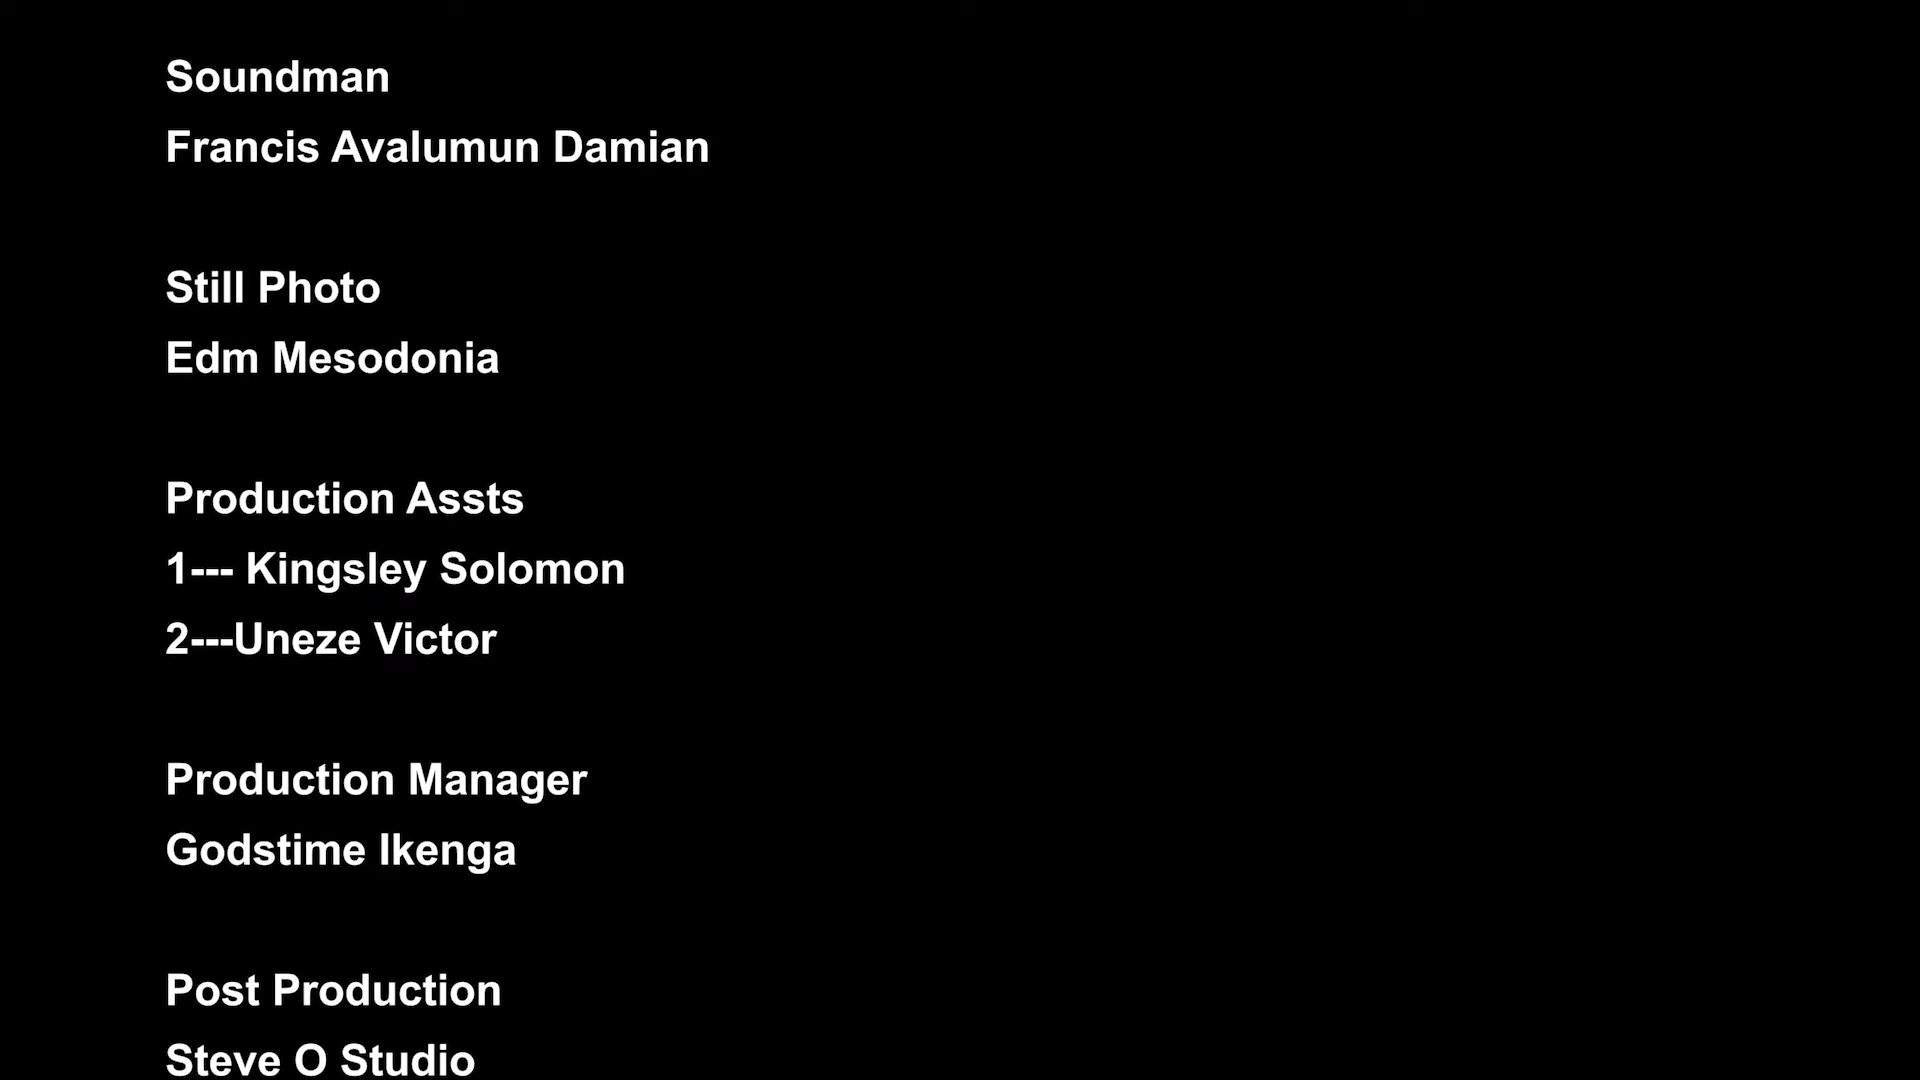 Soundman
Francis Avalumun Damian
Still Photo
Edm Mesodonia
Production Assts
1--- Kingsley Solomon
2---Uneze Victor
Production Manager
Godstime Ikenga
Post Production
Steve O Studio